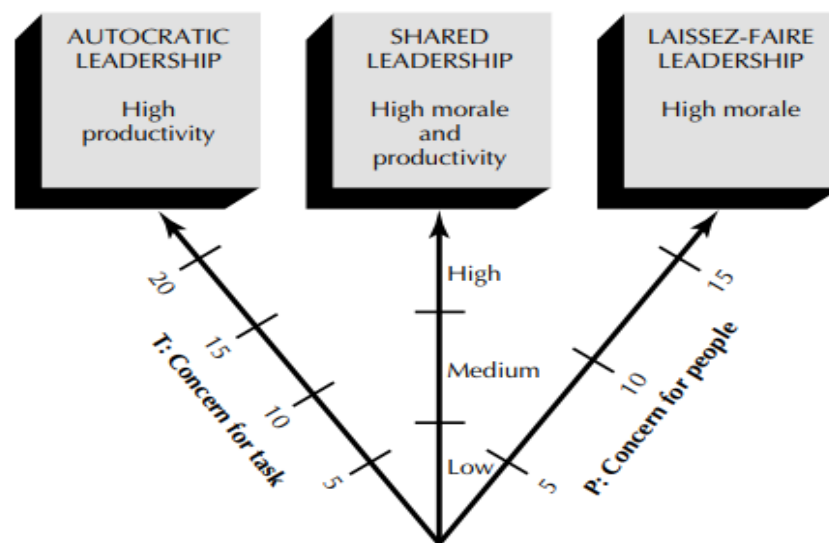 AUTOCRATIC
LEADERSHIP
High
productivity
SHARED
LEADERSHIP
High morale
and
productivity
LAISSEZ-FAIRE
LEADERSHIP
High morale
20
15
10
5
T: Concern for task
High
Medium
Low
15
10
5
P: Concern for people